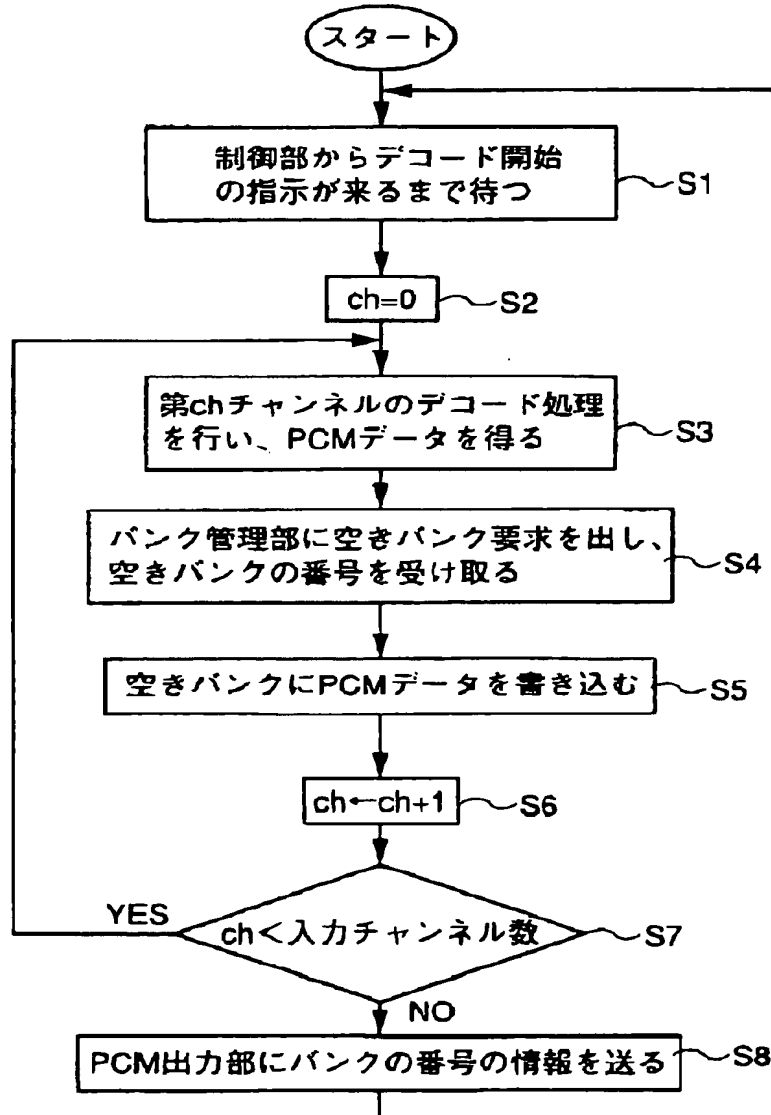 スタート
制御部からデコード開始
の指示が来るまで待つ
S1
ch=0
S2
第chチャンネルのデコード処理
を行い、PCMデータを得る
S3
バンク管理部に空きバンク要求を出し、
空きバンクの番号を受け取る
S4
空きバンクにPCMデータを書き込む
S5
ch←ch+1
S6
YES
ch<入力チャンネル数
S7
NO
PCM出力部にバンクの番号の情報を送る
S8